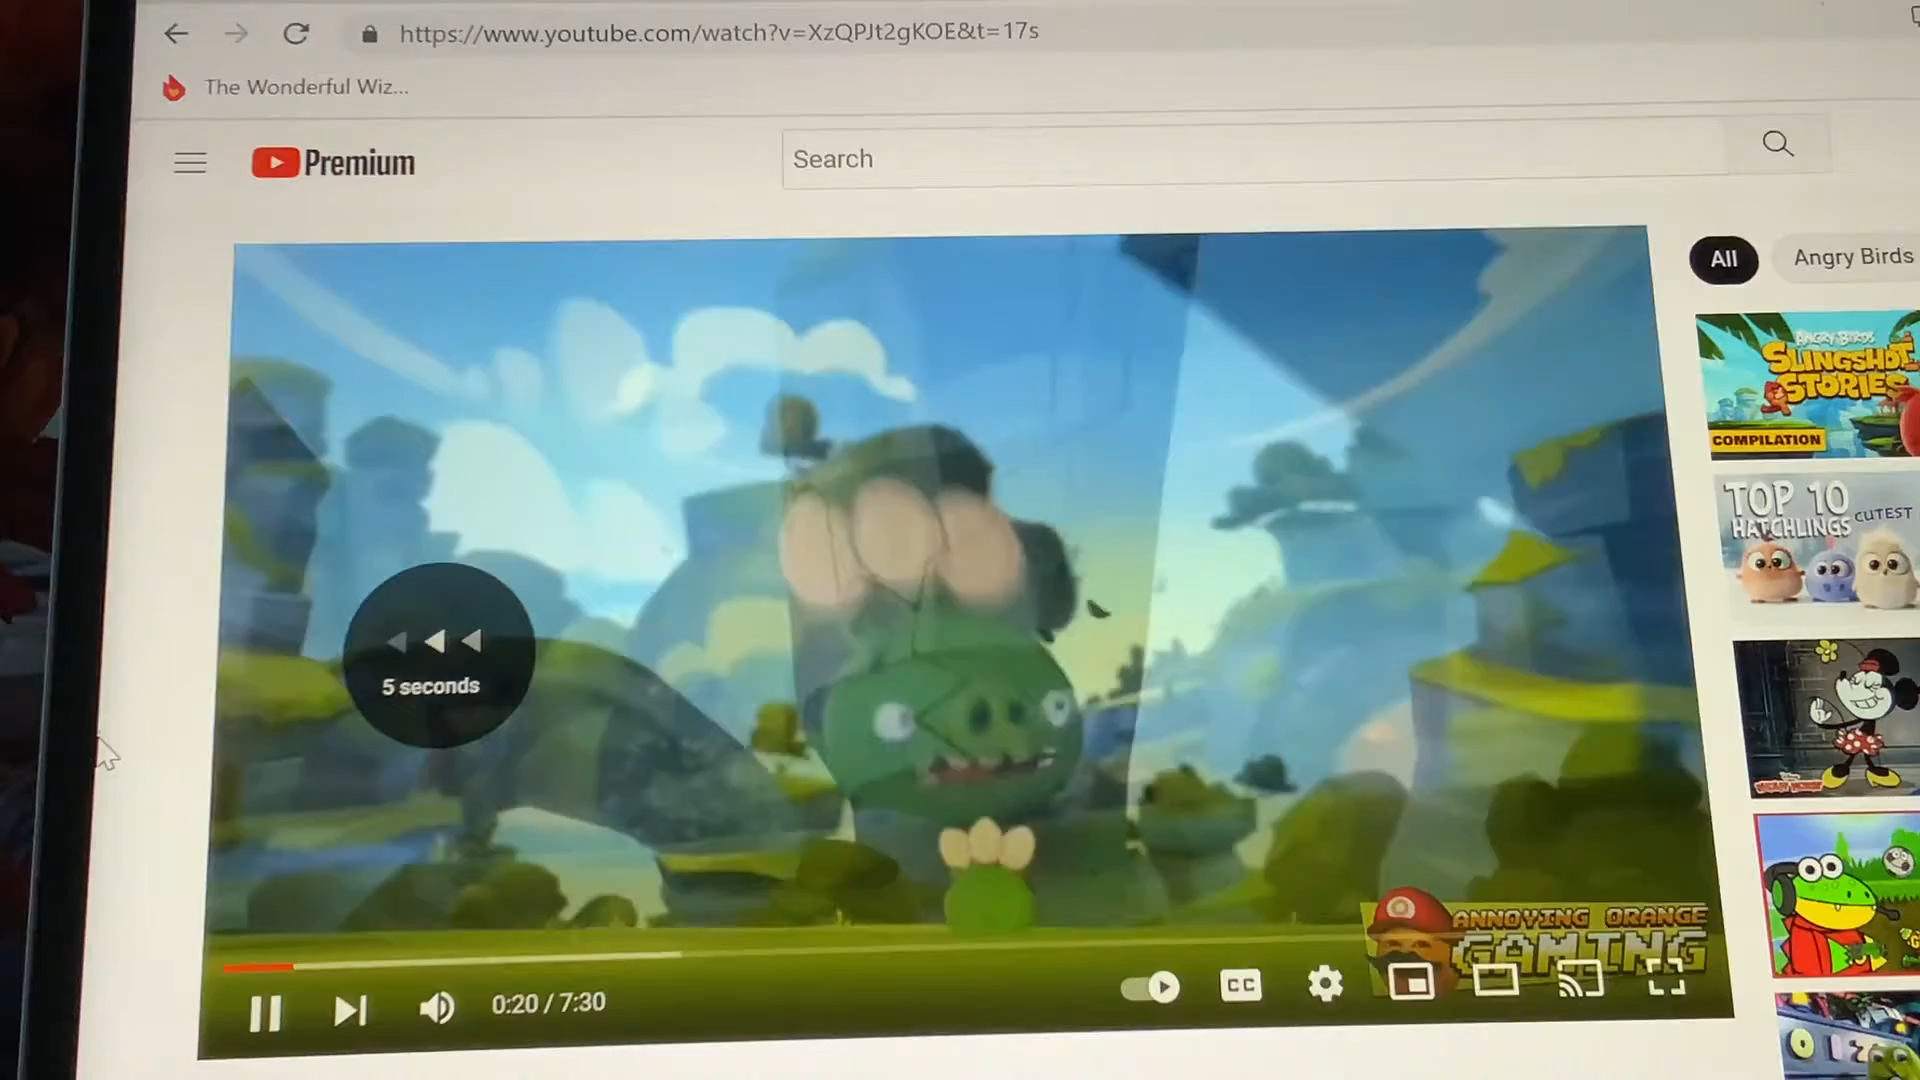 https://www.youtube.com/watch?v=XzQPJt2gKOE&t=17s
The Wonderful Wiz...
Premium
Search
All
Angry Birds
ANGRY BIRDS
SLINGSHOT
STORIES
COMPILATION
TOP 10
CUTEST
HATCHLINGS
5 seconds
ANNOYING ORANGE
GAMING
0:20 / 7:30
CC